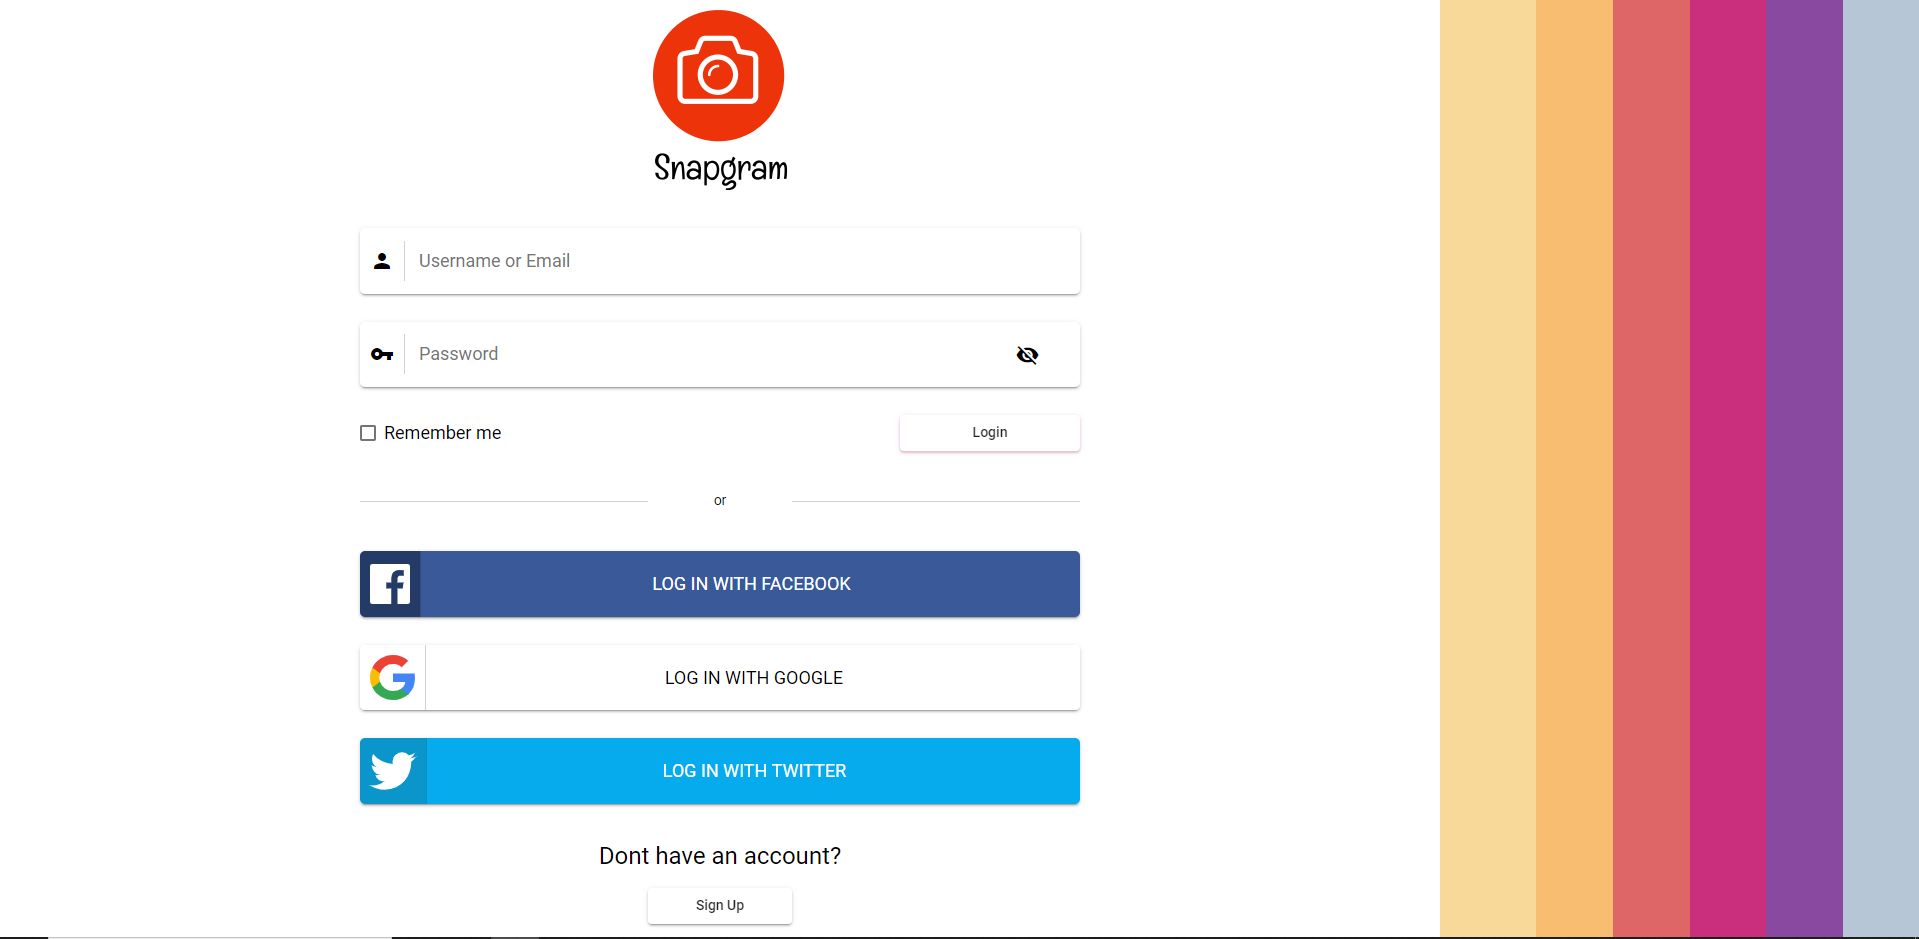 Snapgram
Username or Email
Password
Remember me
Login
or
LOG IN WITH FACEBOOK
LOG IN WITH GOOGLE
LOG IN WITH TWITTER
Dont have an account?
Sign Up